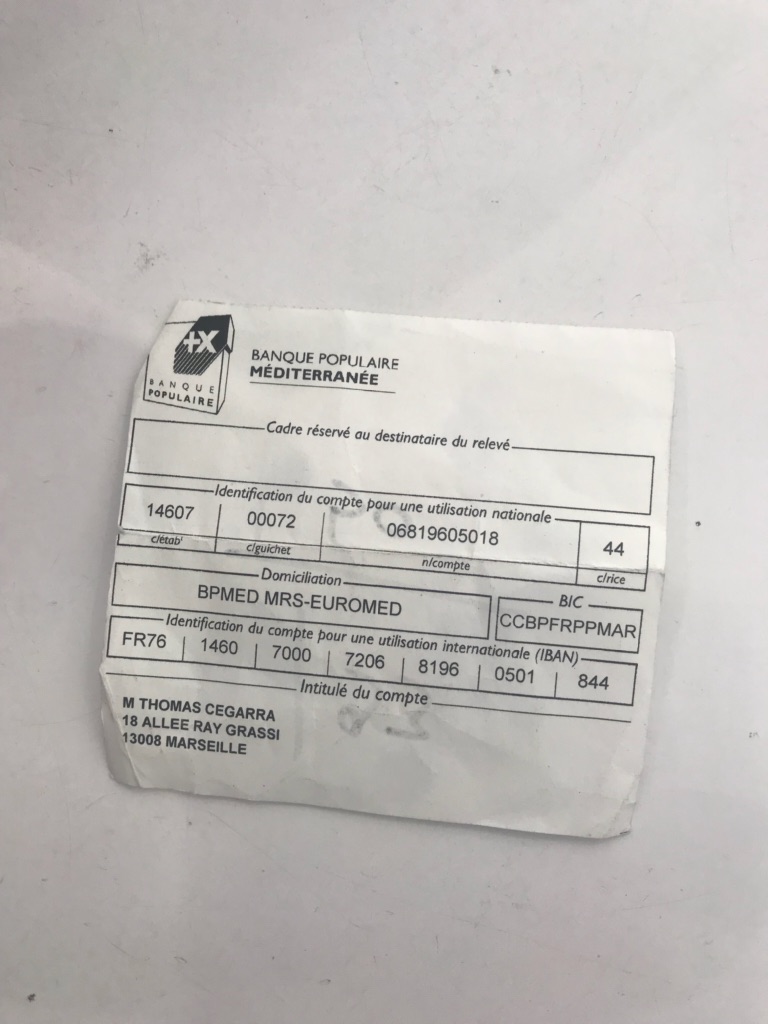 +X
BANQUE
POPULAIRE
BANQUE POPULAIRE
MÉDITERRANÉE
Cadre réservé au destinataire du relevé
Identification du compte pour une utilisation nationale
14607 00072 06819605018 44
c/étabt c/guichet n/compte c/rice
Domiciliation
BPMED MRS-EUROMED
BIC
CCBPFRPPMAR
Identification du compte pour une utilisation internationale (IBAN)
FR76 1460 7000 7206 8196 0501 844
Intitulé du compte
M THOMAS CEGARRA
18 ALLEE RAY GRASSI
13008 MARSEILLE